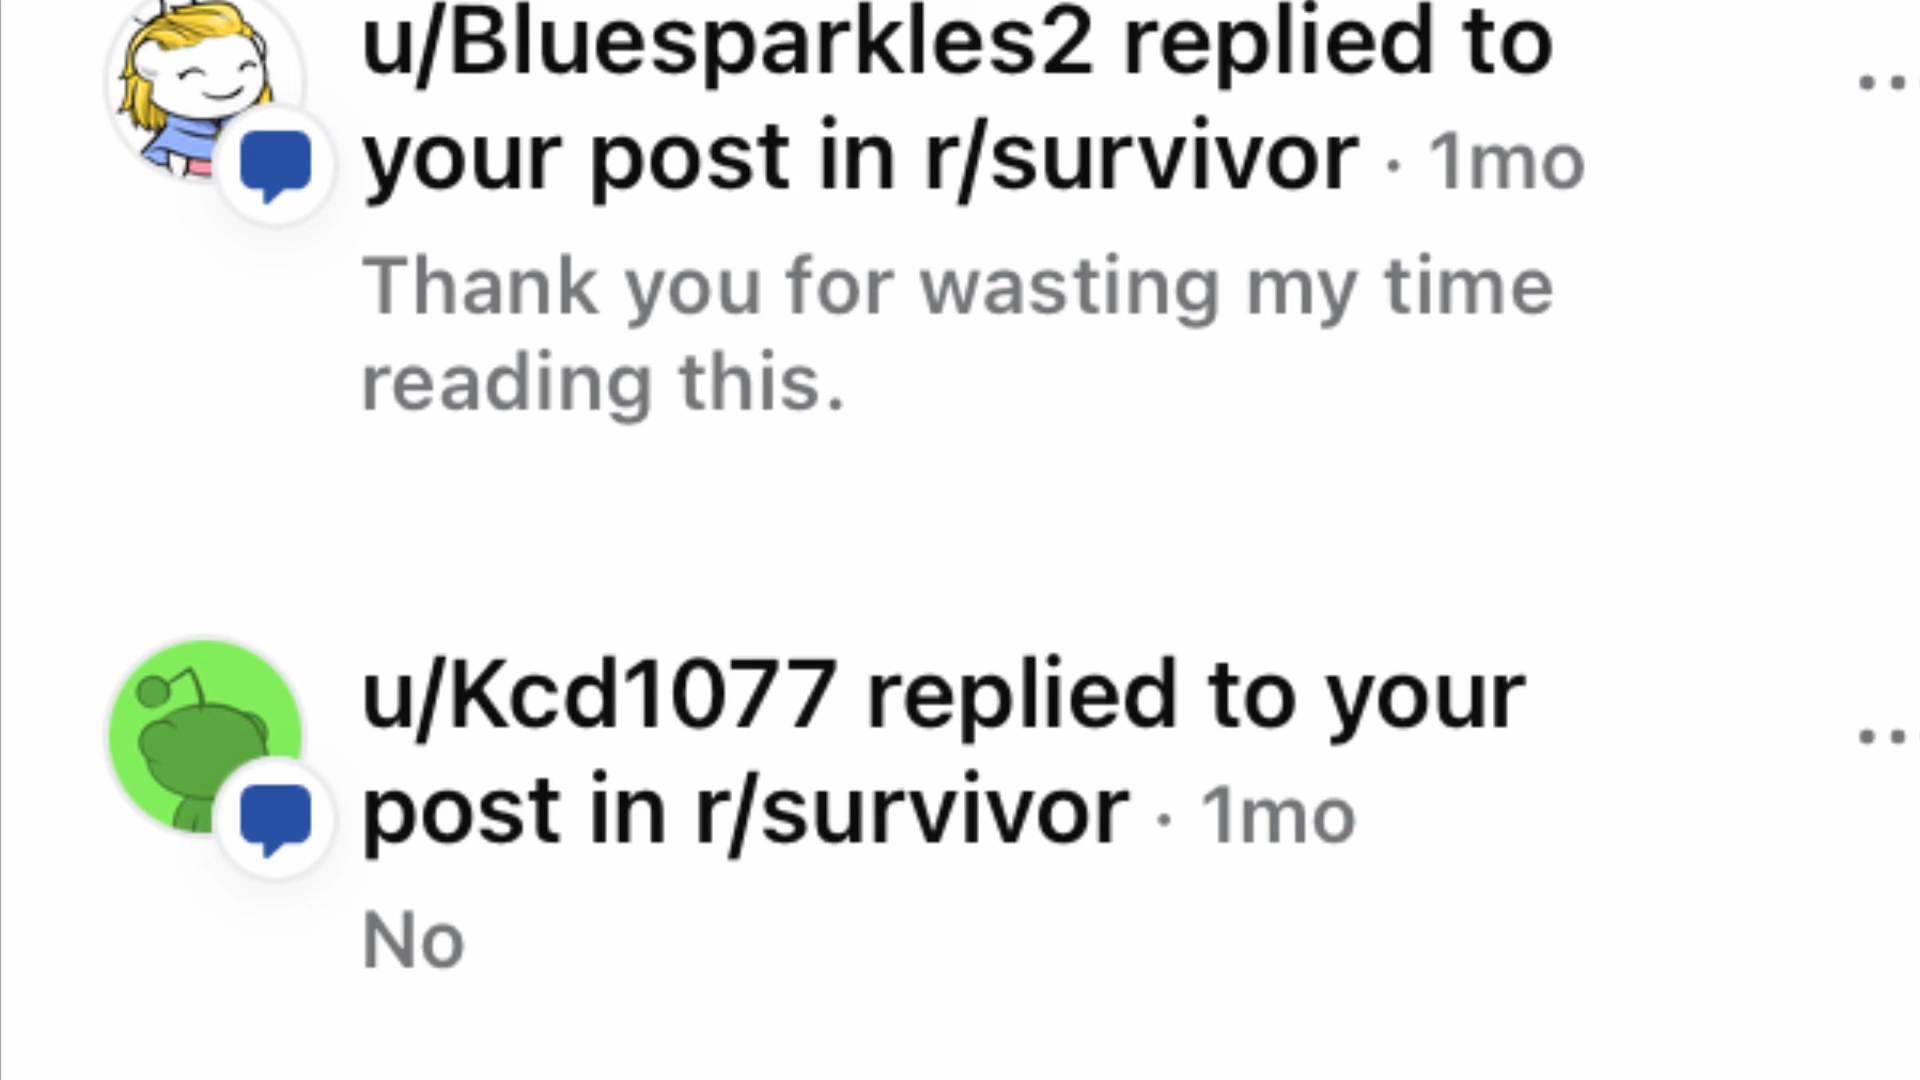 u/Bluesparkles2 replied to
your post in r/survivor · 1mo
Thank you for wasting my time
reading this.
u/Kcd1077 replied to your
post in r/survivor · 1mo
No